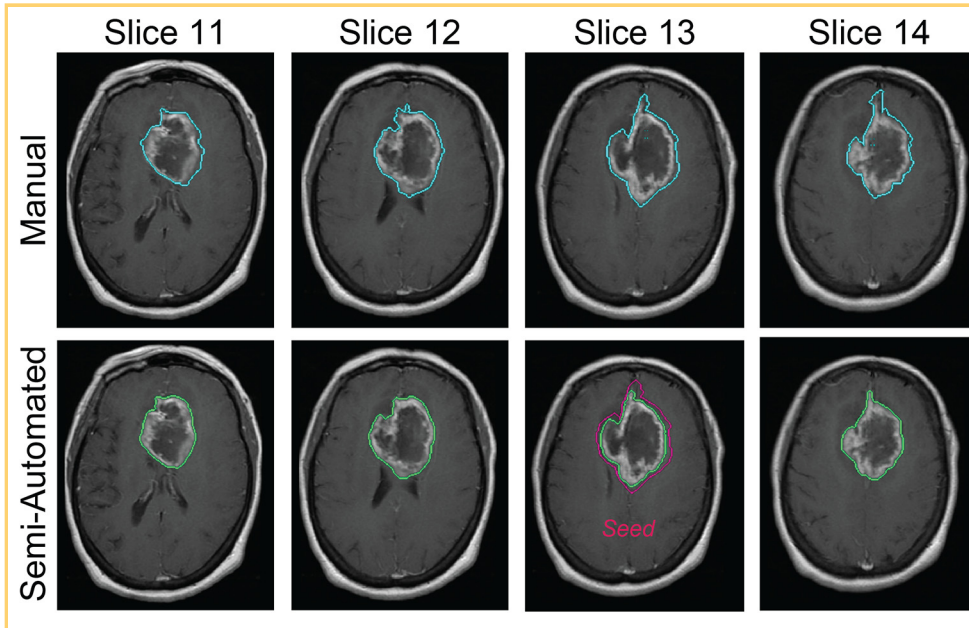 Slice 11
Slice 12
Slice 13
Slice 14
Manual
Semi-Automated
Seed